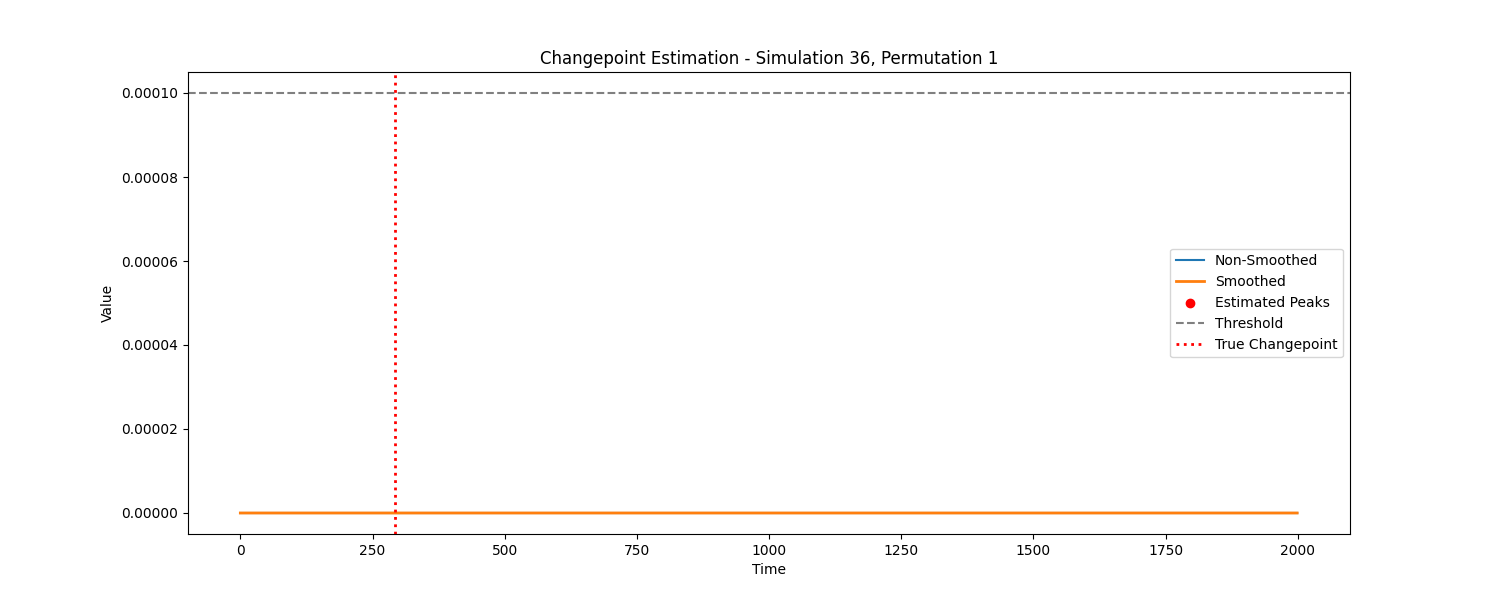 Changepoint Estimation - Simulation 36, Permutation 1
0.00010
0.00008
0.00006
0.00004
0.00002
0.00000
Value
Non-Smoothed
Smoothed
Estimated Peaks
Threshold
True Changepoint
0 250 500 750 1000 1250 1500 1750 2000
Time